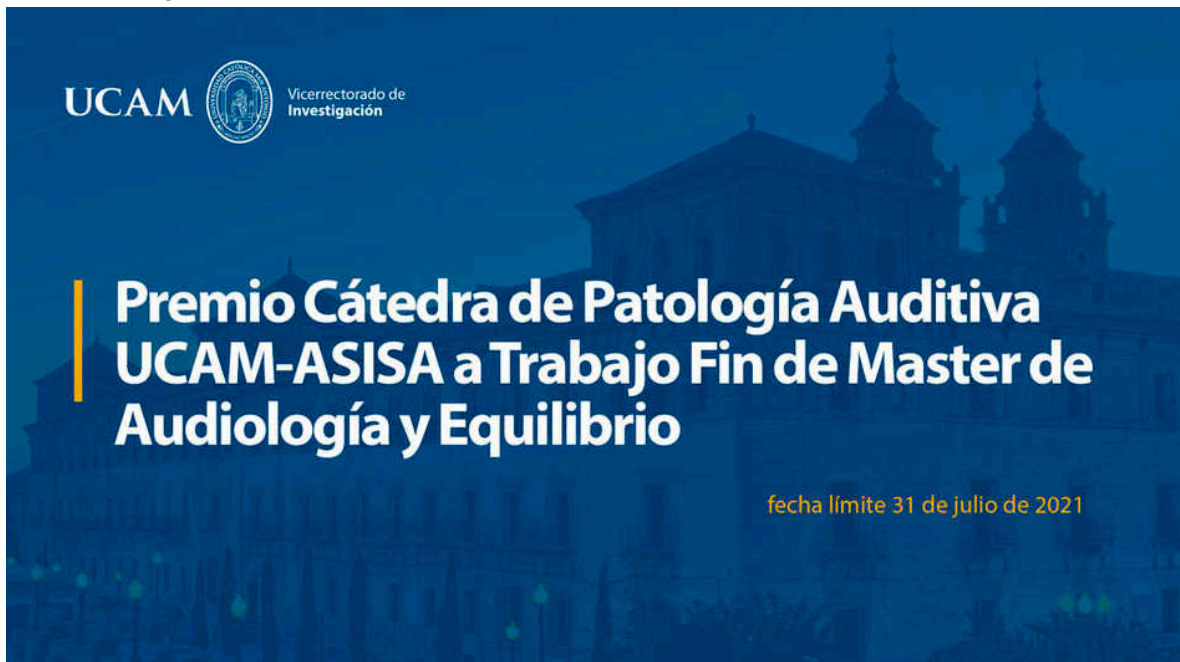 UCAM
Vicerrectorado de
Investigación
Premio Cátedra de Patología Auditiva
UCAM-ASISA a Trabajo Fin de Master de
Audiología y Equilibrio
fecha límite 31 de julio de 2021